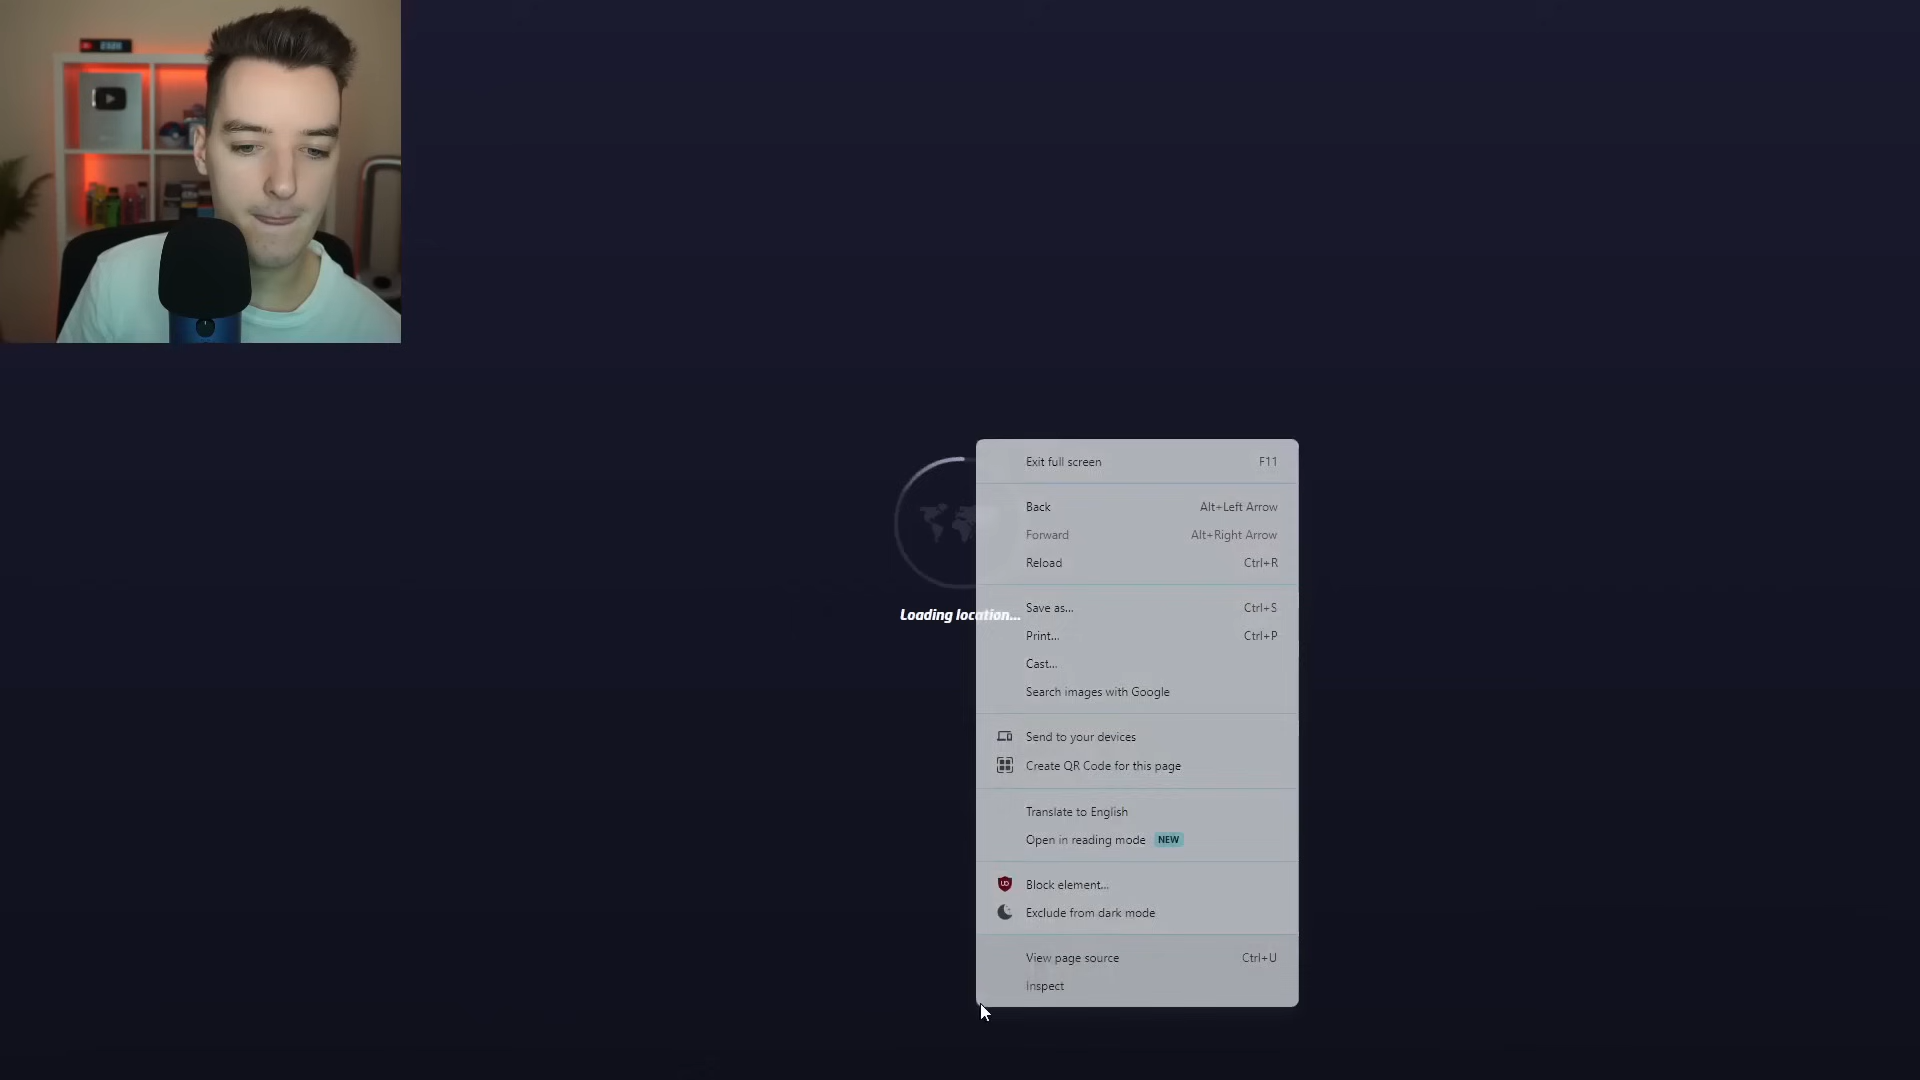 Exit full screen F11
Back Alt+Left Arrow
Forward Alt+Right Arrow
Reload Ctrl+R
Loading location...
Save as... Ctrl+S
Print... Ctrl+P
Cast...
Search images with Google
Send to your devices
Create QR Code for this page
Translate to English
Open in reading mode NEW
Block element...
Exclude from dark mode
View page source Ctrl+U
Inspect